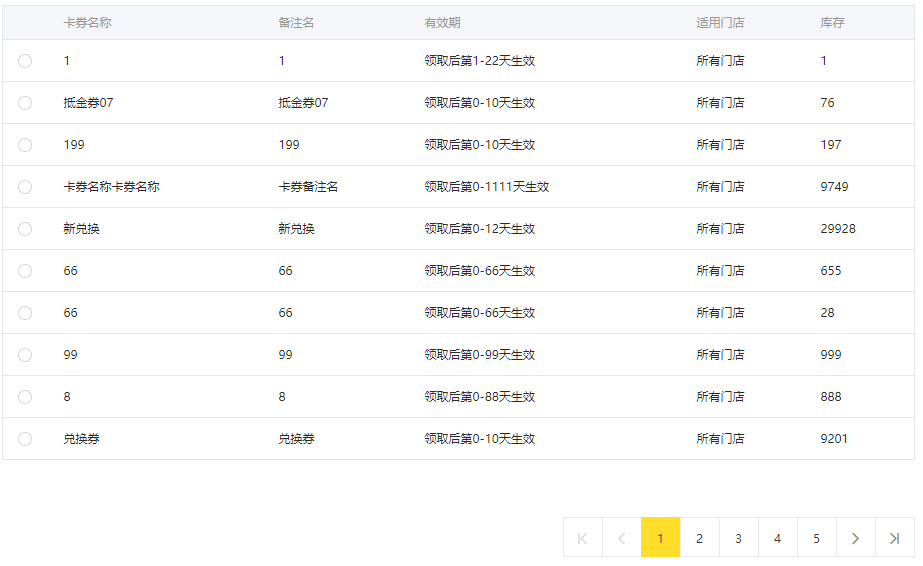 卡券名称 备注名 有效期 适用门店 库存
1 1 领取后第1-22天生效 所有门店 1
抵金券07 抵金券07 领取后第0-10天生效 所有门店 76
199 199 领取后第0-10天生效 所有门店 197
卡券名称卡券名称 卡券备注名 领取后第0-1111天生效 所有门店 9749
新兑换 新兑换 领取后第0-12天生效 所有门店 29928
66 66 领取后第0-66天生效 所有门店 655
66 66 领取后第0-66天生效 所有门店 28
99 99 领取后第0-99天生效 所有门店 999
8 8 领取后第0-88天生效 所有门店 888
兑换券 兑换券 领取后第0-10天生效 所有门店 9201
1 2 3 4 5